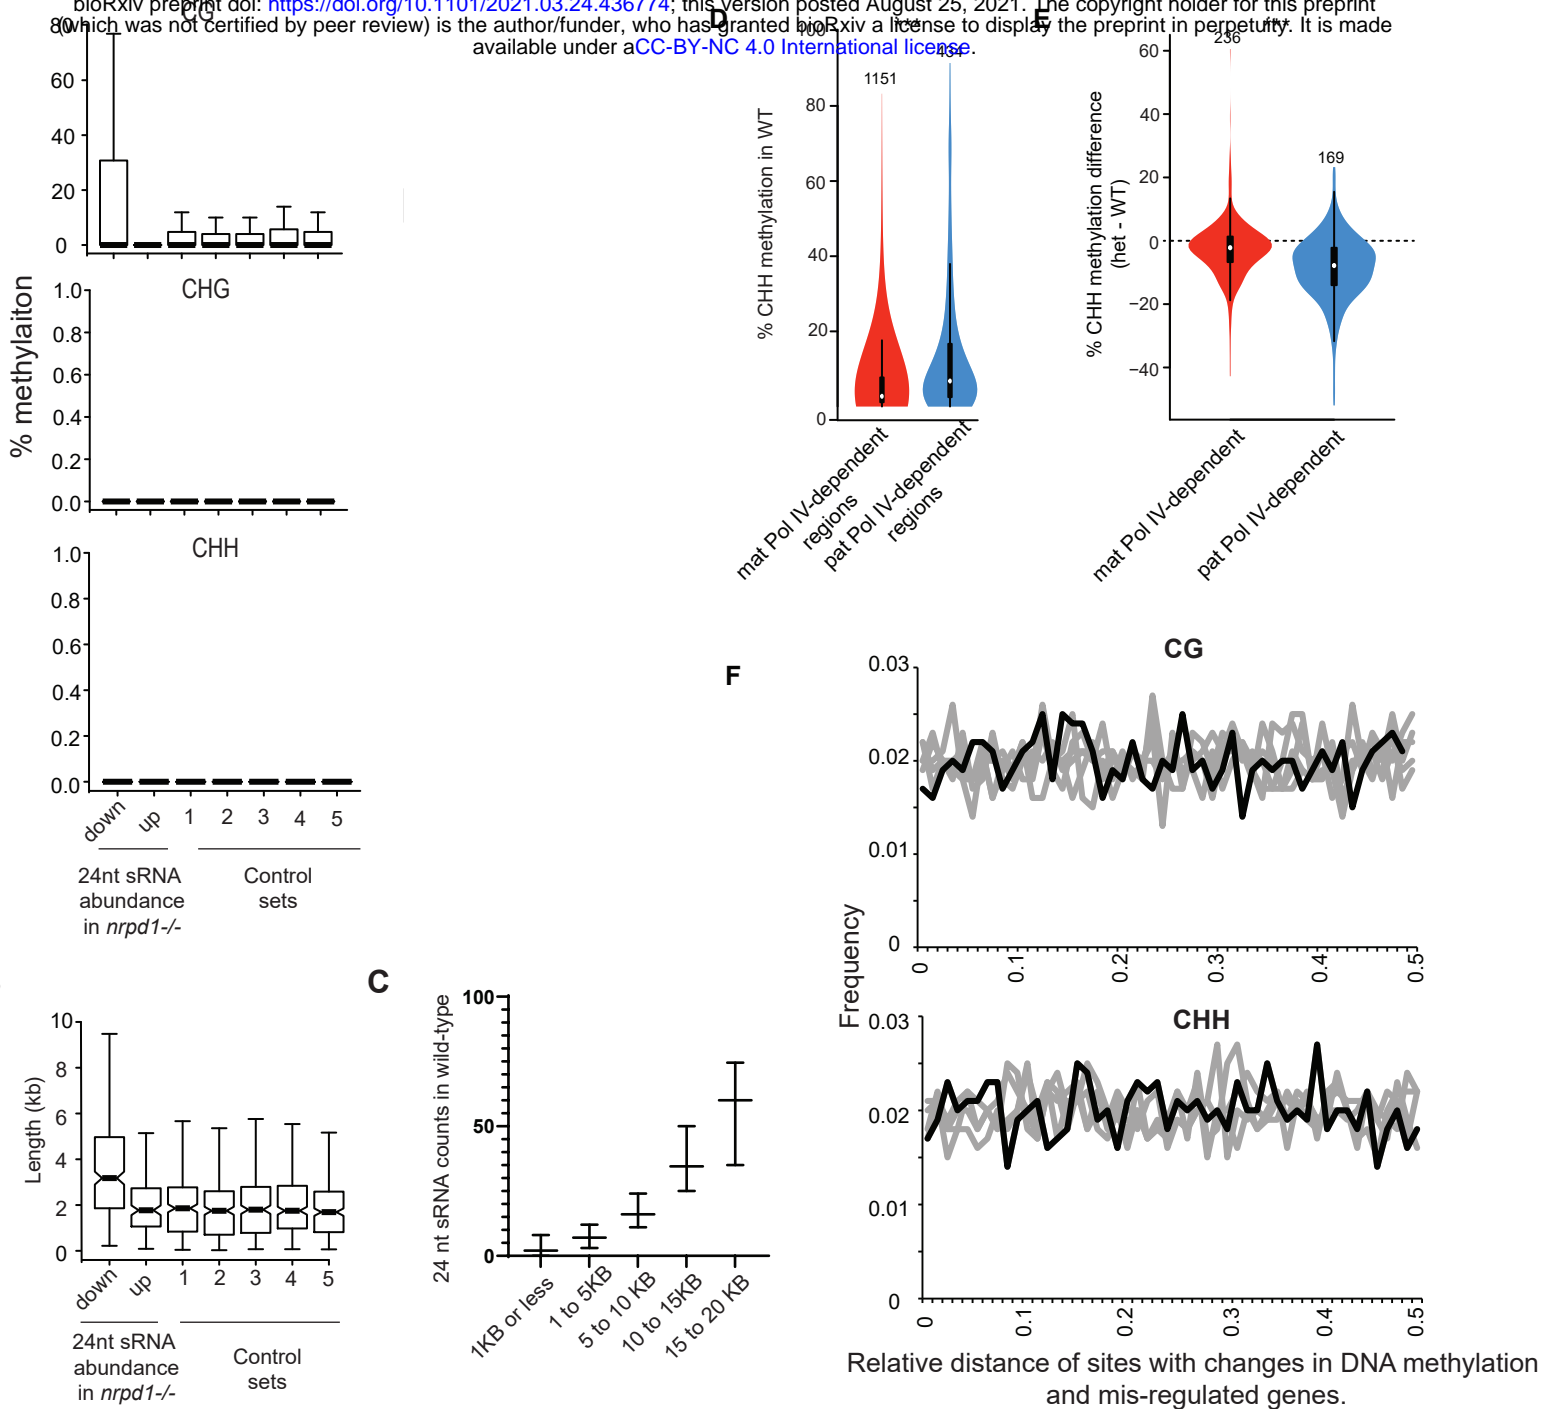 bioRxiv preprint doi: https://doi.org/10.1101/2021.03.24.436774; this version posted August 25, 2021. The copyright holder for this preprint
(which was not certified by peer review) is the author/funder, who has granted bioRxiv a license to display the preprint in perpetuity. It is made
available under aCC-BY-NC 4.0 International license.
CG
80
60
40
20
0
% methylaiton
CHG
1.0
0.8
0.6
0.4
0.2
0.0
CHH
1.0
0.8
0.6
0.4
0.2
0.0
down
up
1
2
3
4
5
24nt sRNA
abundance
in nrpd1-/-
Control
sets
Length (kb)
10
8
6
4
2
0
down
up
1
2
3
4
5
24nt sRNA
abundance
in nrpd1-/-
Control
sets
C
24 nt sRNA counts in wild-type
100
50
0
1KB or less
1 to 5KB
5 to 10 KB
10 to 15KB
15 to 20 KB
D
***
% CHH methylation in WT
100
80
60
40
20
0
1151
434
mat Pol IV-dependent
regions
pat Pol IV-dependent
regions
E
***
% CHH methylation difference
(het - WT)
60
40
20
0
−20
−40
236
169
mat Pol IV-dependent
pat Pol IV-dependent
F
Frequency
CG
0.03
0.02
0.01
0
0
0.1
0.2
0.3
0.4
0.5
CHH
0.03
0.02
0.01
0
0
0.1
0.2
0.3
0.4
0.5
Relative distance of sites with changes in DNA methylation
and mis-regulated genes.